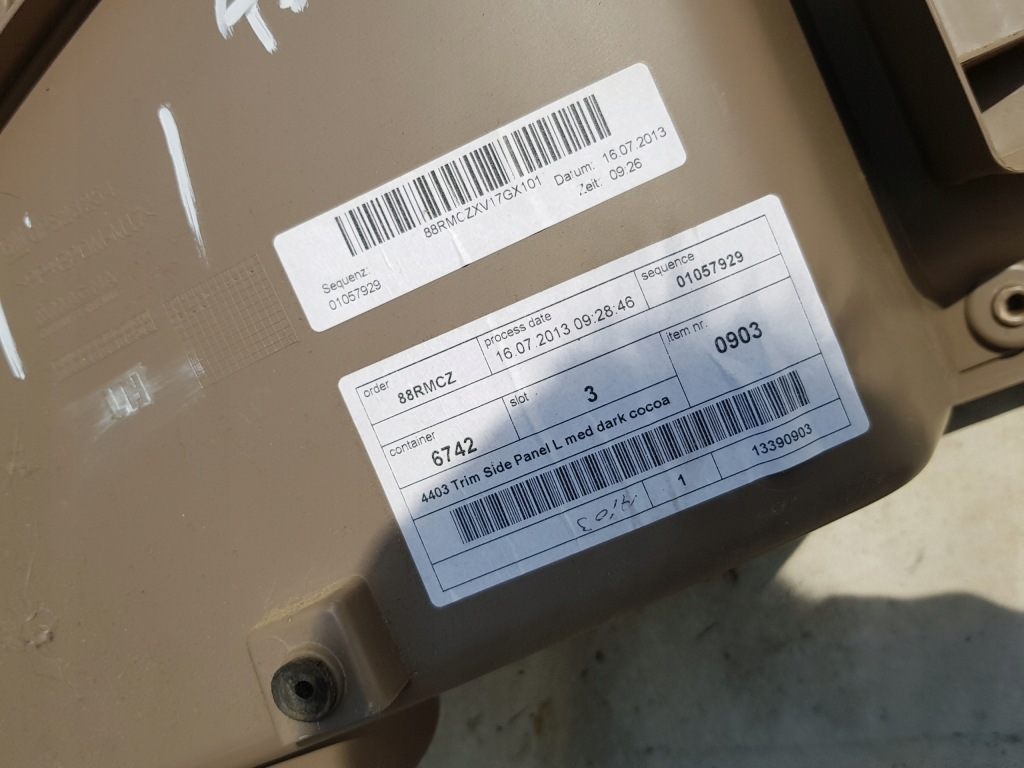 88RMCZXV17GX101
Sequenz: Datum: 16.07.2013
01057929 Zeit: 09:26
order process date sequence
88RMCZ 16.07.2013 09:28:46 01057929
container slot item nr.
6742 3 0903
4403 Trim Side Panel L med dark cocoa
1 13390903